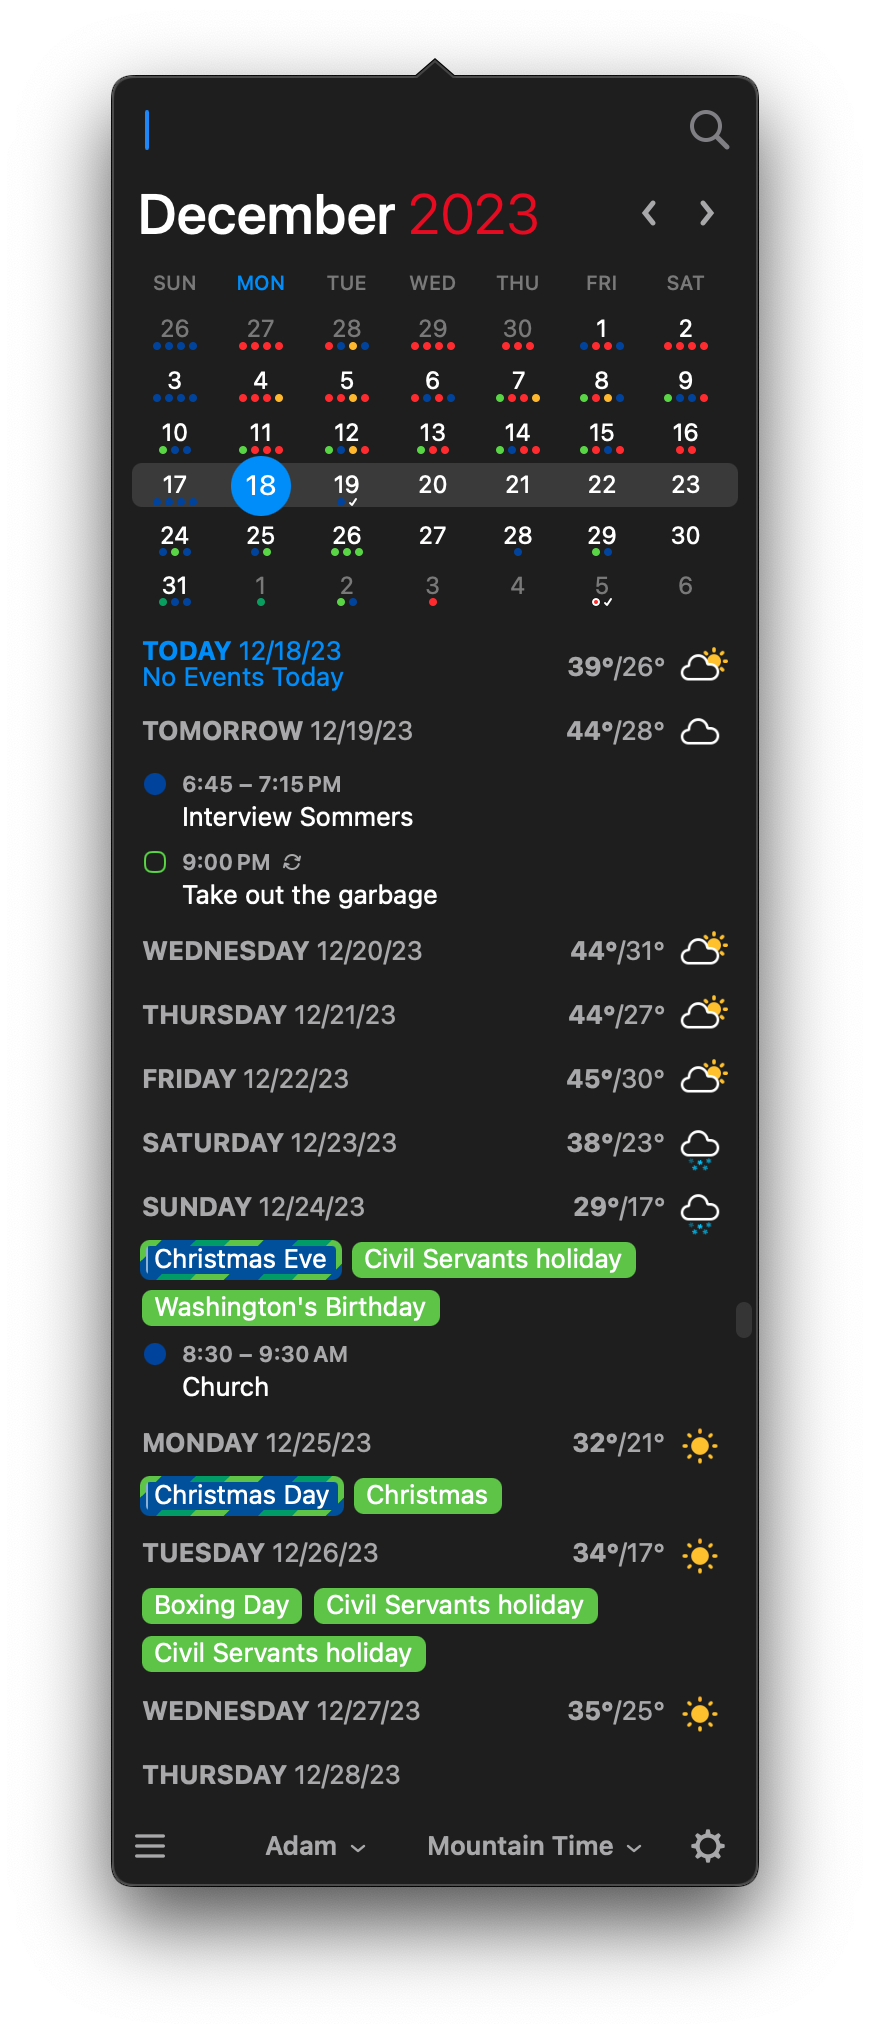 December 2023
SUN MON TUE WED THU FRI SAT
26 27 28 29 30 1 2
3 4 5 6 7 8 9
10 11 12 13 14 15 16
17 18 19 20 21 22 23
24 25 26 27 28 29 30
31 1 2 3 4 5 6
TODAY 12/18/23
No Events Today
39°/26°
TOMORROW 12/19/23 44°/28°
6:45 – 7:15 PM
Interview Sommers
9:00 PM
Take out the garbage
WEDNESDAY 12/20/23 44°/31°
THURSDAY 12/21/23 44°/27°
FRIDAY 12/22/23 45°/30°
SATURDAY 12/23/23 38°/23°
SUNDAY 12/24/23 29°/17°
Christmas Eve Civil Servants holiday
Washington's Birthday
8:30 – 9:30 AM
Church
MONDAY 12/25/23 32°/21°
Christmas Day Christmas
TUESDAY 12/26/23 34°/17°
Boxing Day Civil Servants holiday
Civil Servants holiday
WEDNESDAY 12/27/23 35°/25°
THURSDAY 12/28/23
Adam Mountain Time